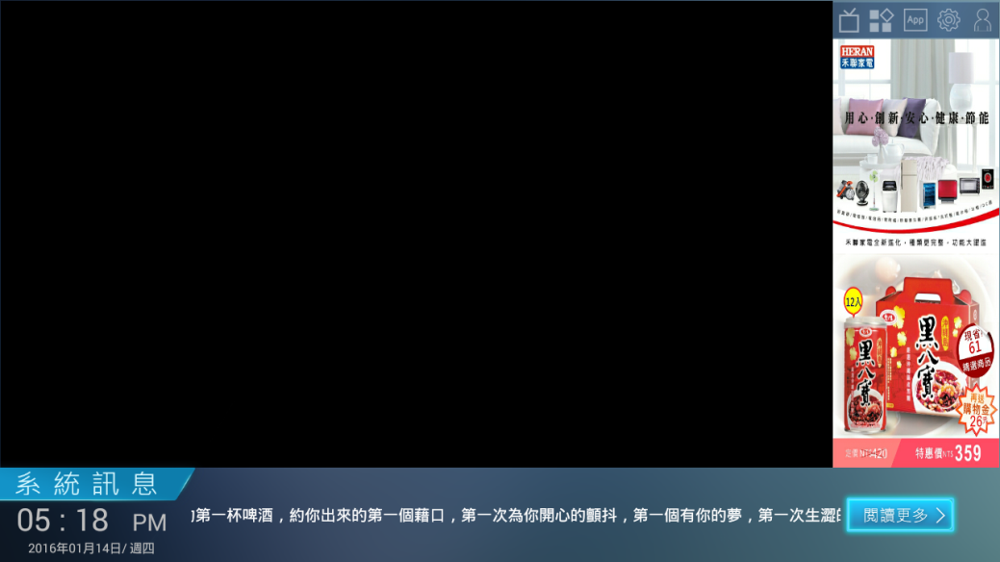 App
HERAN
禾聯家電
用心·創新·安心·健康·節能
禾聯家電全新進化，種類更完整、功能大躍進
12入
黑八寶
黑八寶
現省
61
精選商品
再送
購物金
26元
定價NT$420
特惠價NT$359
系統訊息
05 : 18 PM
2016年01月14日/ 週四
第一杯啤酒，約你出來的第一個藉口，第一次為你開心的顫抖，第一個有你的夢，第一次生澀
閱讀更多